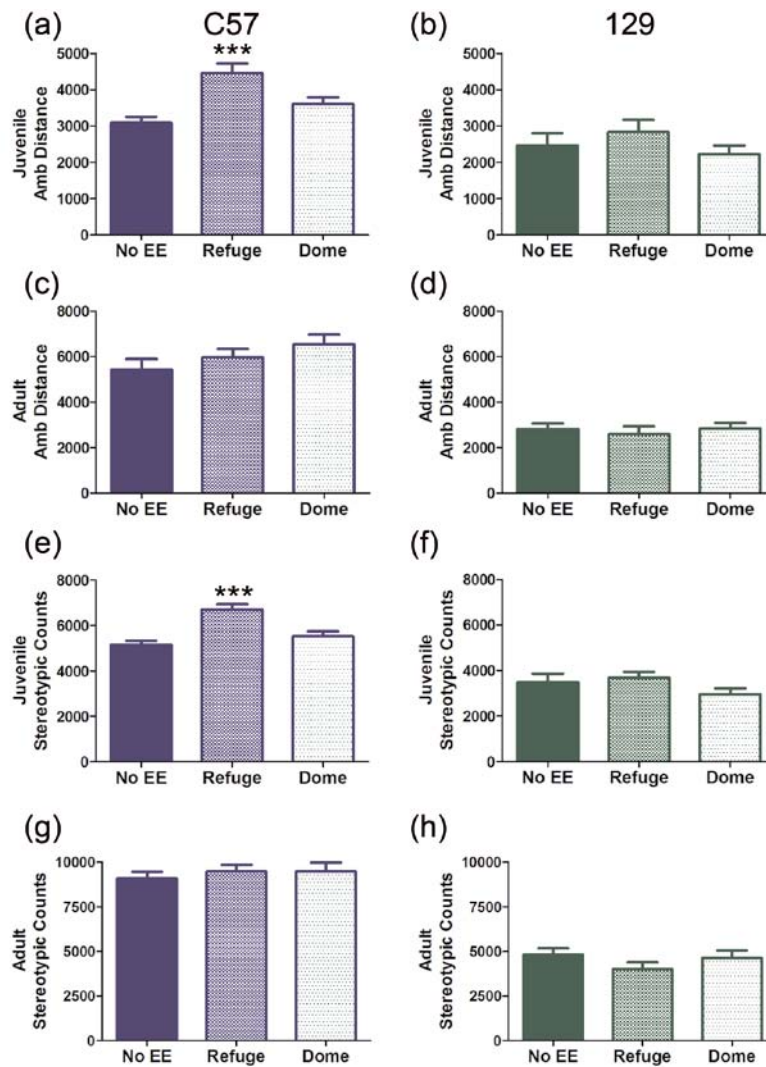 (a) C57
(b) 129
***
5000
4000
3000
2000
1000
0
Juvenile
Amb Distance
No EE Refuge Dome
5000
4000
3000
2000
1000
0
Juvenile
Amb Distance
No EE Refuge Dome
(c)
8000
6000
4000
2000
0
Adult
Amb Distance
No EE Refuge Dome
(d)
8000
6000
4000
2000
0
Adult
Amb Distance
No EE Refuge Dome
(e)
***
8000
6000
4000
2000
0
Juvenile
Stereotypic Counts
No EE Refuge Dome
(f)
8000
6000
4000
2000
0
Juvenile
Stereotypic Counts
No EE Refuge Dome
(g)
10000
7500
5000
2500
0
Adult
Stereotypic Counts
No EE Refuge Dome
(h)
10000
7500
5000
2500
0
Adult
Stereotypic Counts
No EE Refuge Dome